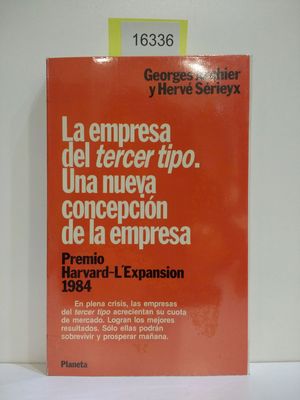 16336
Georges Archier
y Hervé Sérieyx
La empresa
del tercer tipo.
Una nueva
concepción
de la empresa
Premio
Harvard-L'Expansion
1984
En plena crisis, las empresas
del tercer tipo acrecientan su cuota
de mercado. Logran los mejores
resultados. Sólo ellas podrán
sobrevivir y prosperar mañana.
Planeta